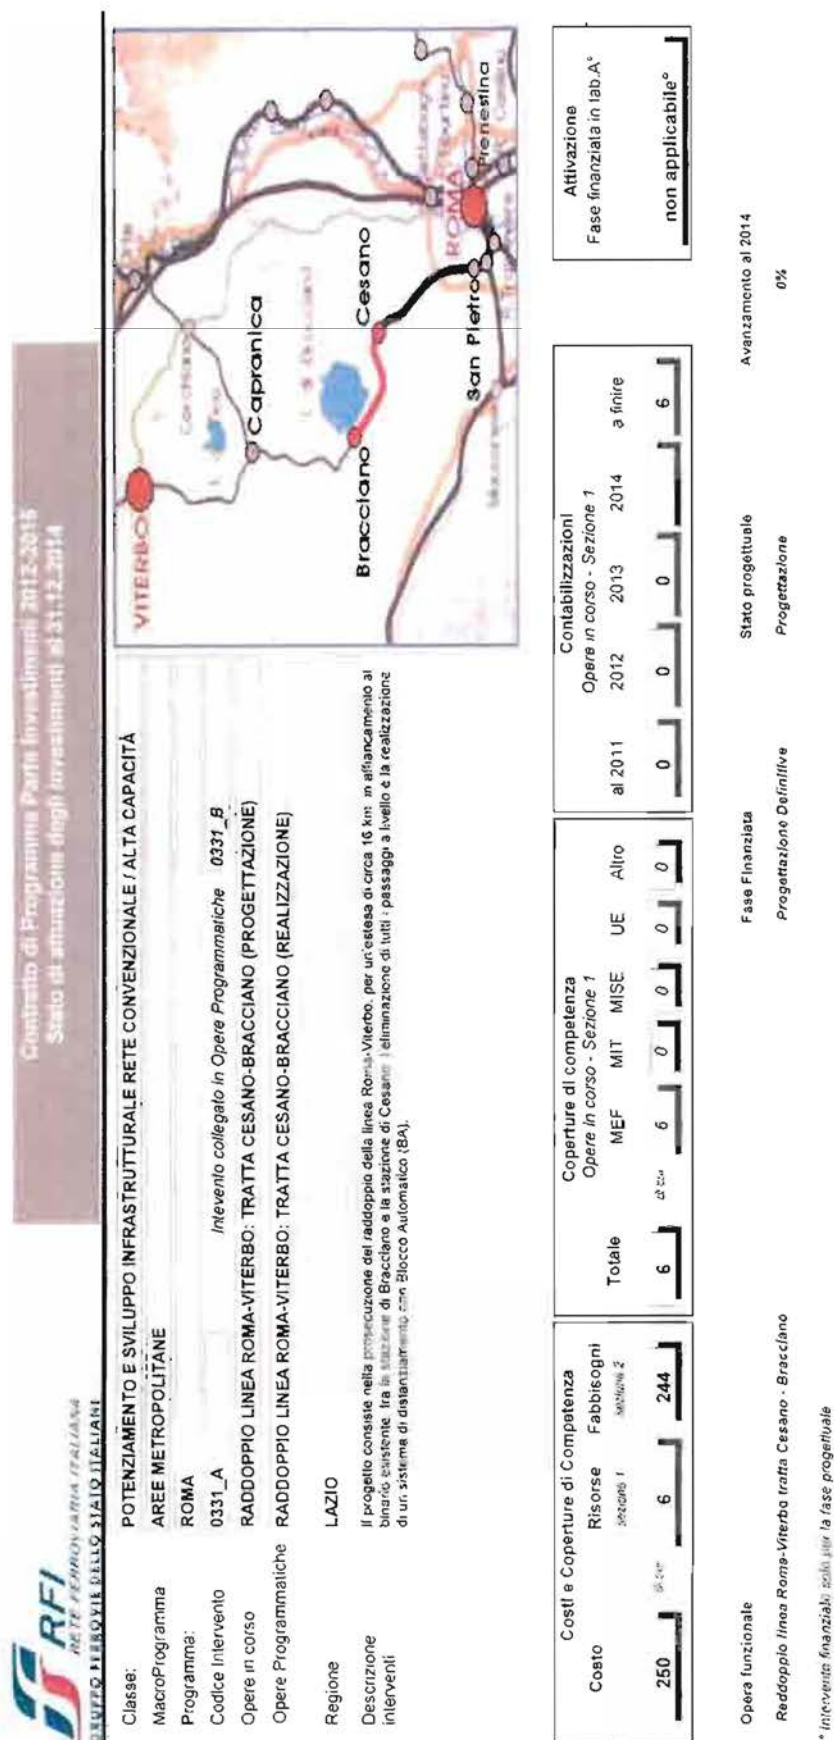 RFI
RETE FERROVIARIA ITALIANA
GRUPPO FERROVIE DELLO STATO ITALIANE
Contratto di Programma Parte Investimenti 2012-2016
Stato di attuazione degli investimenti al 31.12.2014
Classe: POTENZIAMENTO E SVILUPPO INFRASTRUTTURALE RETE CONVENZIONALE / ALTA CAPACITÀ
MacroProgramma AREE METROPOLITANE
Programma: ROMA
Codice Intervento 0331_A Intevento collegato in Opere Programmatiche 0331_B
Opere in corso RADDOPPIO LINEA ROMA-VITERBO: TRATTA CESANO-BRACCIANO (PROGETTAZIONE)
Opere Programmatiche RADDOPPIO LINEA ROMA-VITERBO: TRATTA CESANO-BRACCIANO (REALIZZAZIONE)
Regione LAZIO
Descrizione interventi
Il progetto consiste nella prosecuzione del raddoppio della linea Roma-Viterbo, per un'estesa di circa 16 km in affiancamento al
binario esistente, tra la stazione di Bracciano e la stazione di Cesano, l eliminazione di tutti i passaggi a livello e la realizzazione
di un sistema di distanziamento con Blocco Automatico (BA).
VITERBO
Capranica
Bracciano
Cesano
San Pietro
ROMA
Prenestina
Costi e Coperture di Competenza
Costo Risorse Fabbisogni
sezione 1 sezione 2
250 6 244
Coperture di competenza
Opere in corso - Sezione 1
Totale MEF MIT MISE UE Altro
6 di cui 6 0 0 0 0
Contabilizzazioni
Opere in corso - Sezione 1
al 2011 2012 2013 2014 a finire
0 0 0 6
Attivazione
Fase finanziata in tab.A°
non applicabile°
Opera funzionale Fase Finanziata Stato progettuale Avanzamento al 2014
Raddoppio linea Roma-Viterbo tratta Cesano - Bracciano Progettazione Definitive Progettazione 0%
° intervento finanziato solo per la fase progettuale